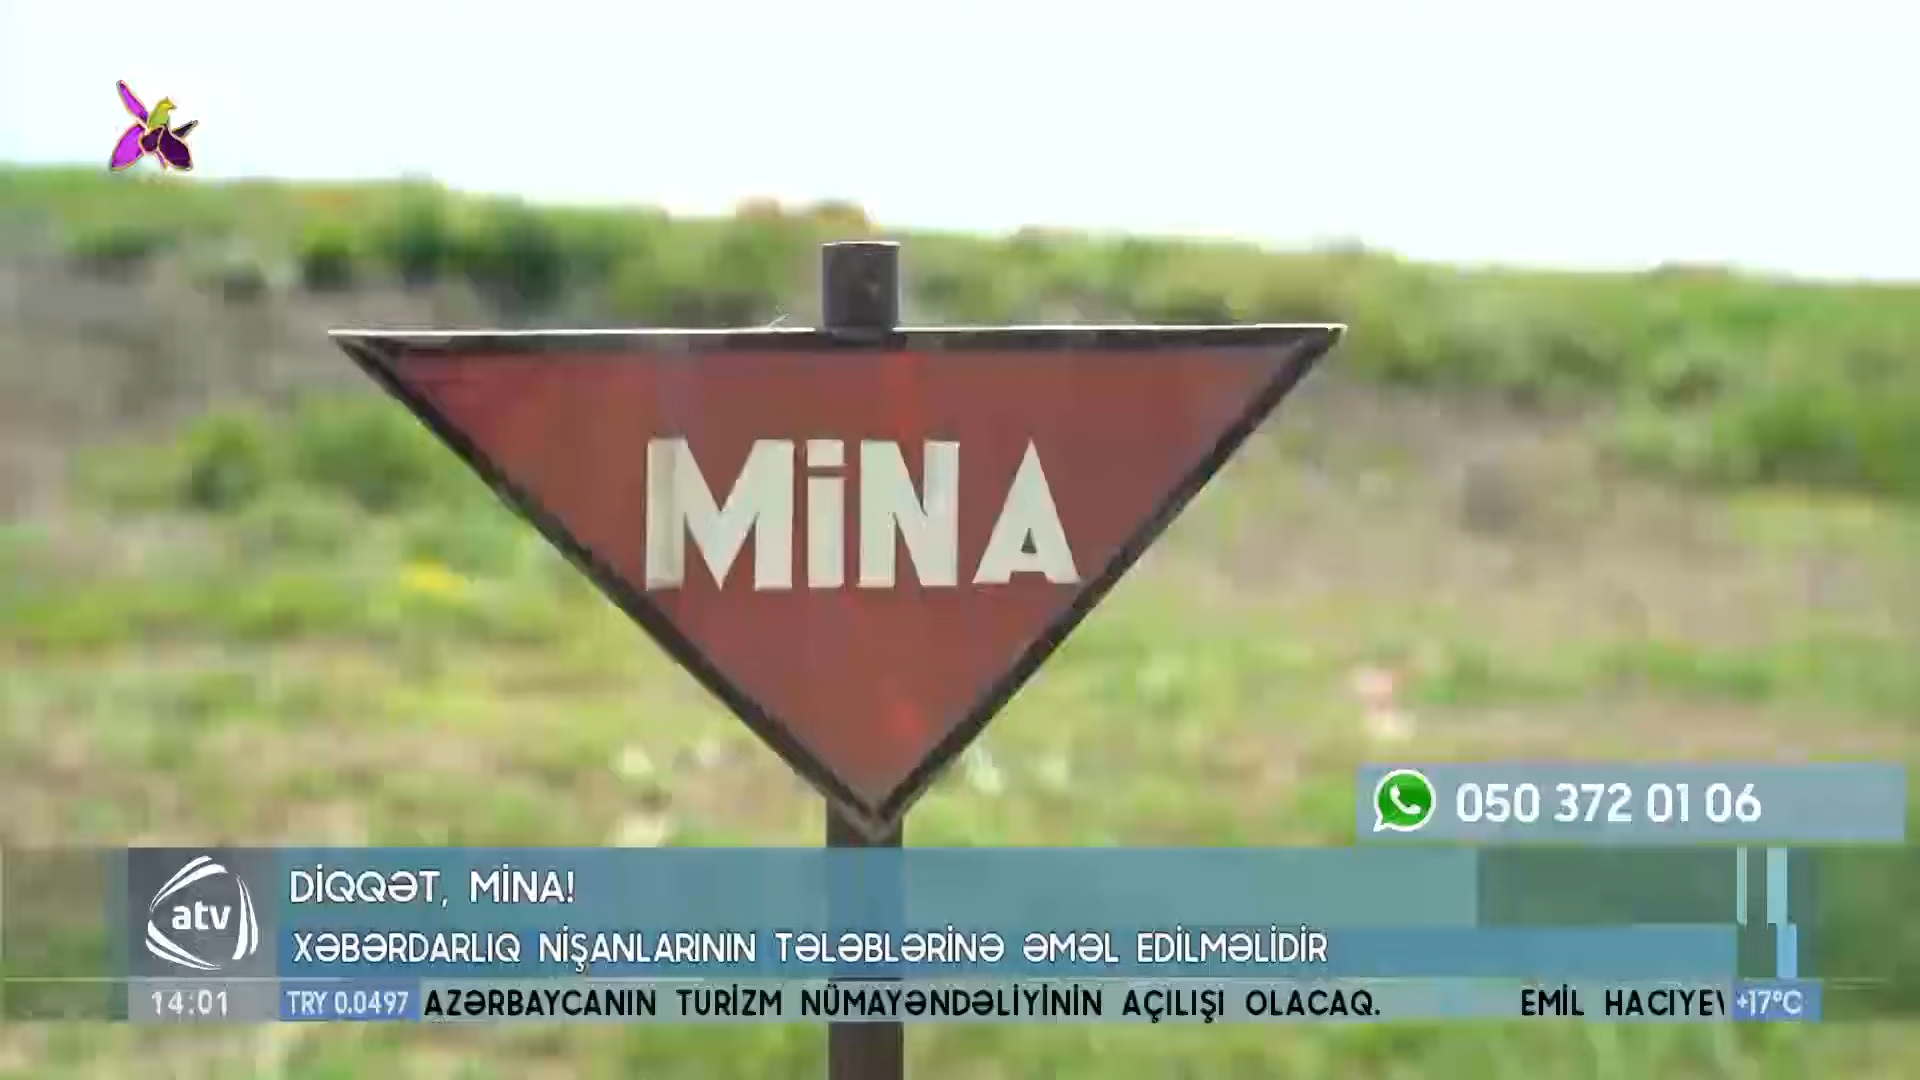 MiNA
050 372 01 06
atv
DİQQƏT, MİNA!
XƏBƏRDARLIQ NİŞANLARININ TƏLƏBLƏRİNƏ ƏMƏL EDİLMƏLİDİR
14:01 TRY 0.0497 AZƏRBAYCANIN TURİZM NÜMAYƏNDƏLİYİNİN AÇILIŞI OLACAQ. EMİL HACIYEV +17°C